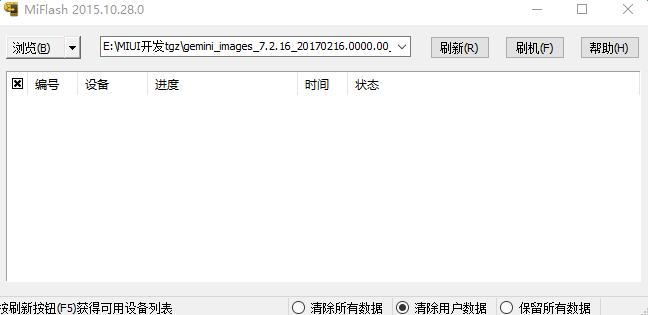 MiFlash 2015.10.28.0
浏览(B) E:\MIUI开发tgz\gemini_images_7.2.16_20170216.0000.00_ 刷新(R) 刷机(F) 帮助(H)
编号 设备 进度 时间 状态
按刷新按钮(F5)获得可用设备列表 清除所有数据 清除用户数据 保留所有数据